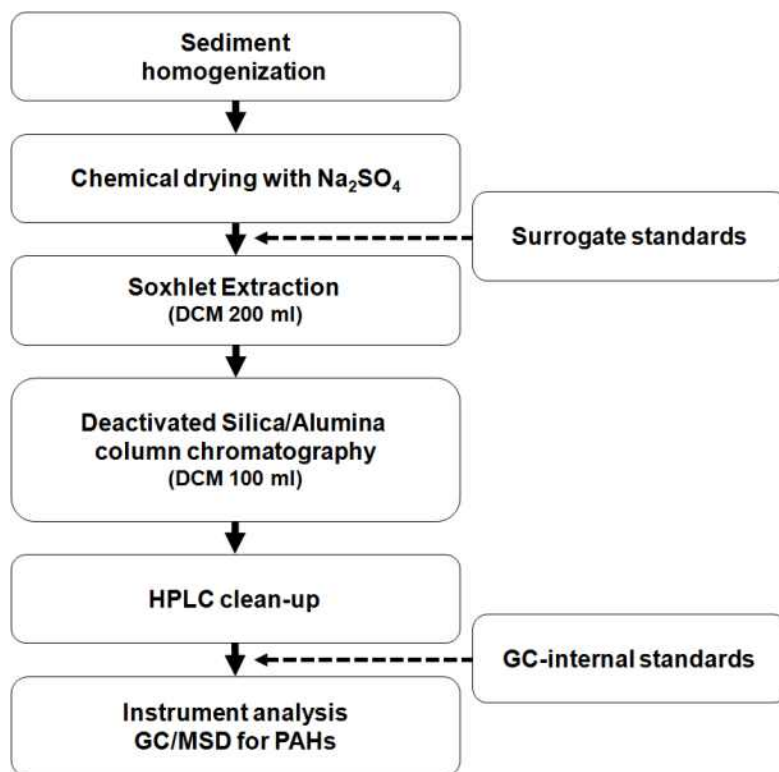 Sediment
homogenization
Chemical drying with Na₂SO₄
Surrogate standards
Soxhlet Extraction
(DCM 200 ml)
Deactivated Silica/Alumina
column chromatography
(DCM 100 ml)
HPLC clean-up
GC-internal standards
Instrument analysis
GC/MSD for PAHs